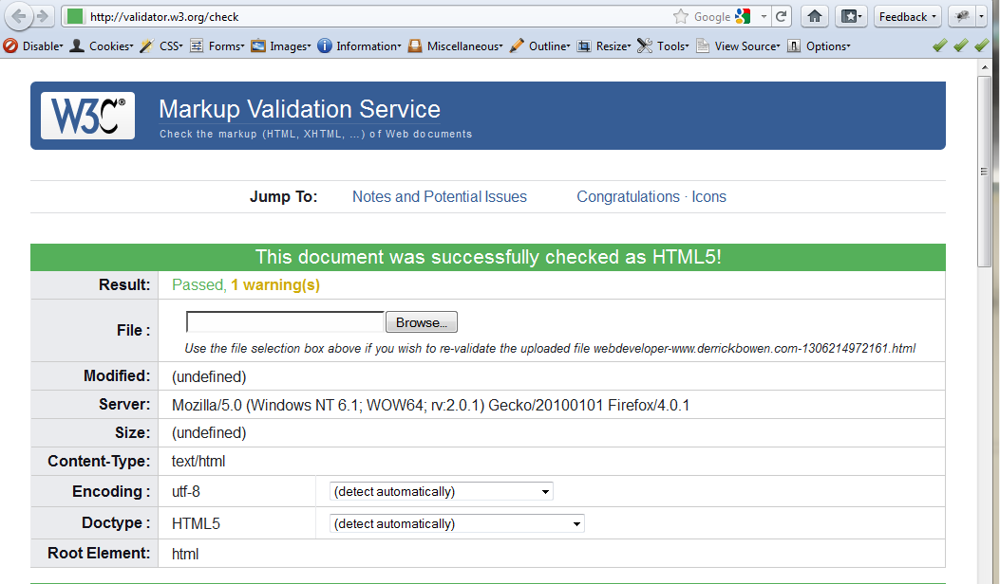 http://validator.w3.org/check Google Feedback
Disable Cookies CSS Forms Images Information Miscellaneous Outline Resize Tools View Source Options
W3C®
Markup Validation Service
Check the markup (HTML, XHTML, …) of Web documents
Jump To: Notes and Potential Issues Congratulations · Icons
This document was successfully checked as HTML5!
Result: Passed, 1 warning(s)
File : Browse...
Use the file selection box above if you wish to re-validate the uploaded file webdeveloper-www.derrickbowen.com-1306214972161.html
Modified: (undefined)
Server: Mozilla/5.0 (Windows NT 6.1; WOW64; rv:2.0.1) Gecko/20100101 Firefox/4.0.1
Size: (undefined)
Content-Type: text/html
Encoding : utf-8 (detect automatically)
Doctype : HTML5 (detect automatically)
Root Element: html